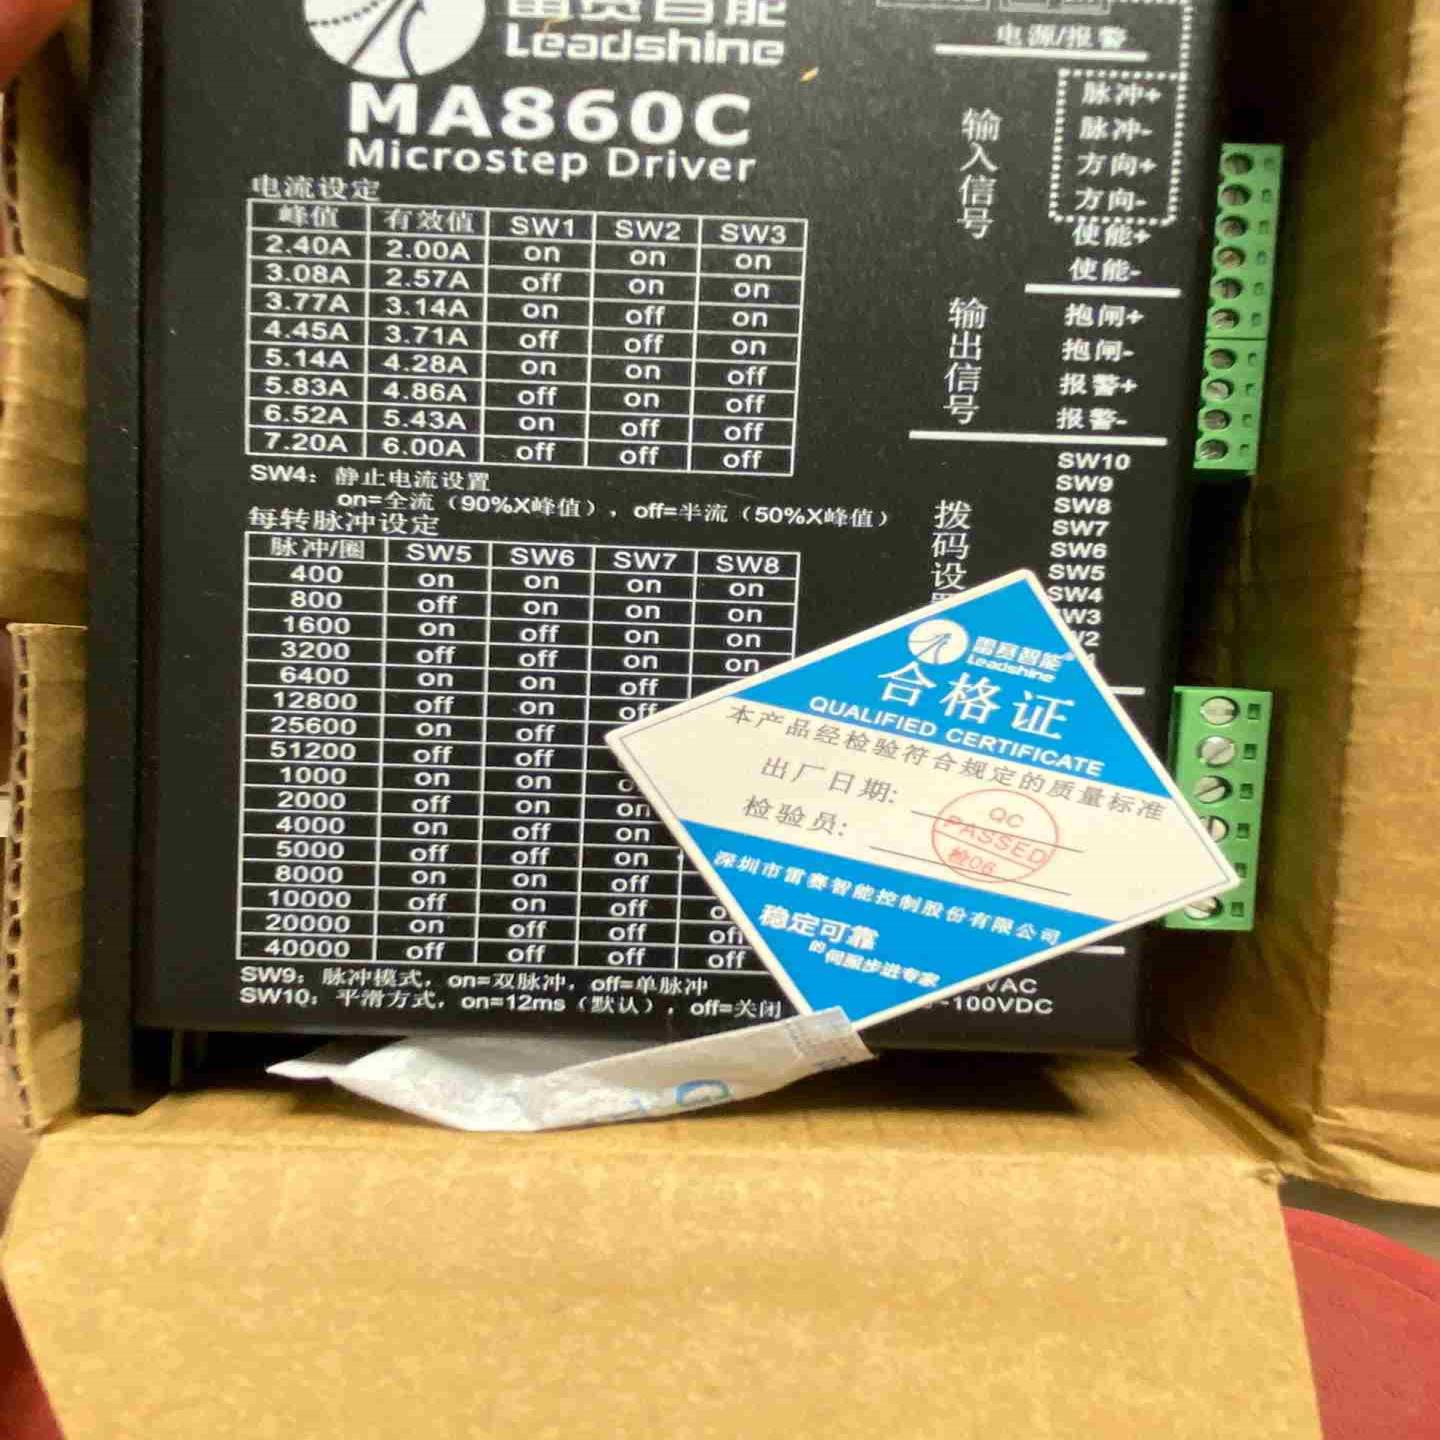 雷赛智能
Leadshine
MA860C
Microstep Driver
电流设定
峰值 有效值 SW1 SW2 SW3
2.40A 2.00A on on on
3.08A 2.57A off on on
3.77A 3.14A on off on
4.45A 3.71A off off on
5.14A 4.28A on on off
5.83A 4.86A off on off
6.52A 5.43A on off off
7.20A 6.00A off off off
SW4：静止电流设置
on=全流（90%X峰值），off=半流（50%X峰值）
每转脉冲设定
脉冲/圈 SW5 SW6 SW7 SW8
400 on on on on
800 off on on on
1600 on off on on
3200 off off on on
6400 on on off
12800 off on off
25600 on off
51200 off off
1000 on on
2000 off on on
4000 on off on
5000 off off on
8000 on on off
10000 off on off
20000 on off off off
40000 off off off off
SW9：脉冲模式，on=双脉冲，off=单脉冲
SW10：平滑方式，on=12ms（默认），off=关闭
电源/报警
输入信号
脉冲+
脉冲-
方向+
方向-
使能+
使能-
输出信号
抱闸+
抱闸-
报警+
报警-
拨码设
SW10
SW9
SW8
SW7
SW6
SW5
SW4
W3
VAC
~100VDC
雷赛智能
Leadshine
合格证
QUALIFIED CERTIFICATE
本产品经检验符合规定的质量标准
出厂日期:
检验员:
QC
PASSED
检06
深圳市雷赛智能控制股份有限公司
稳定可靠
的伺服步进专家